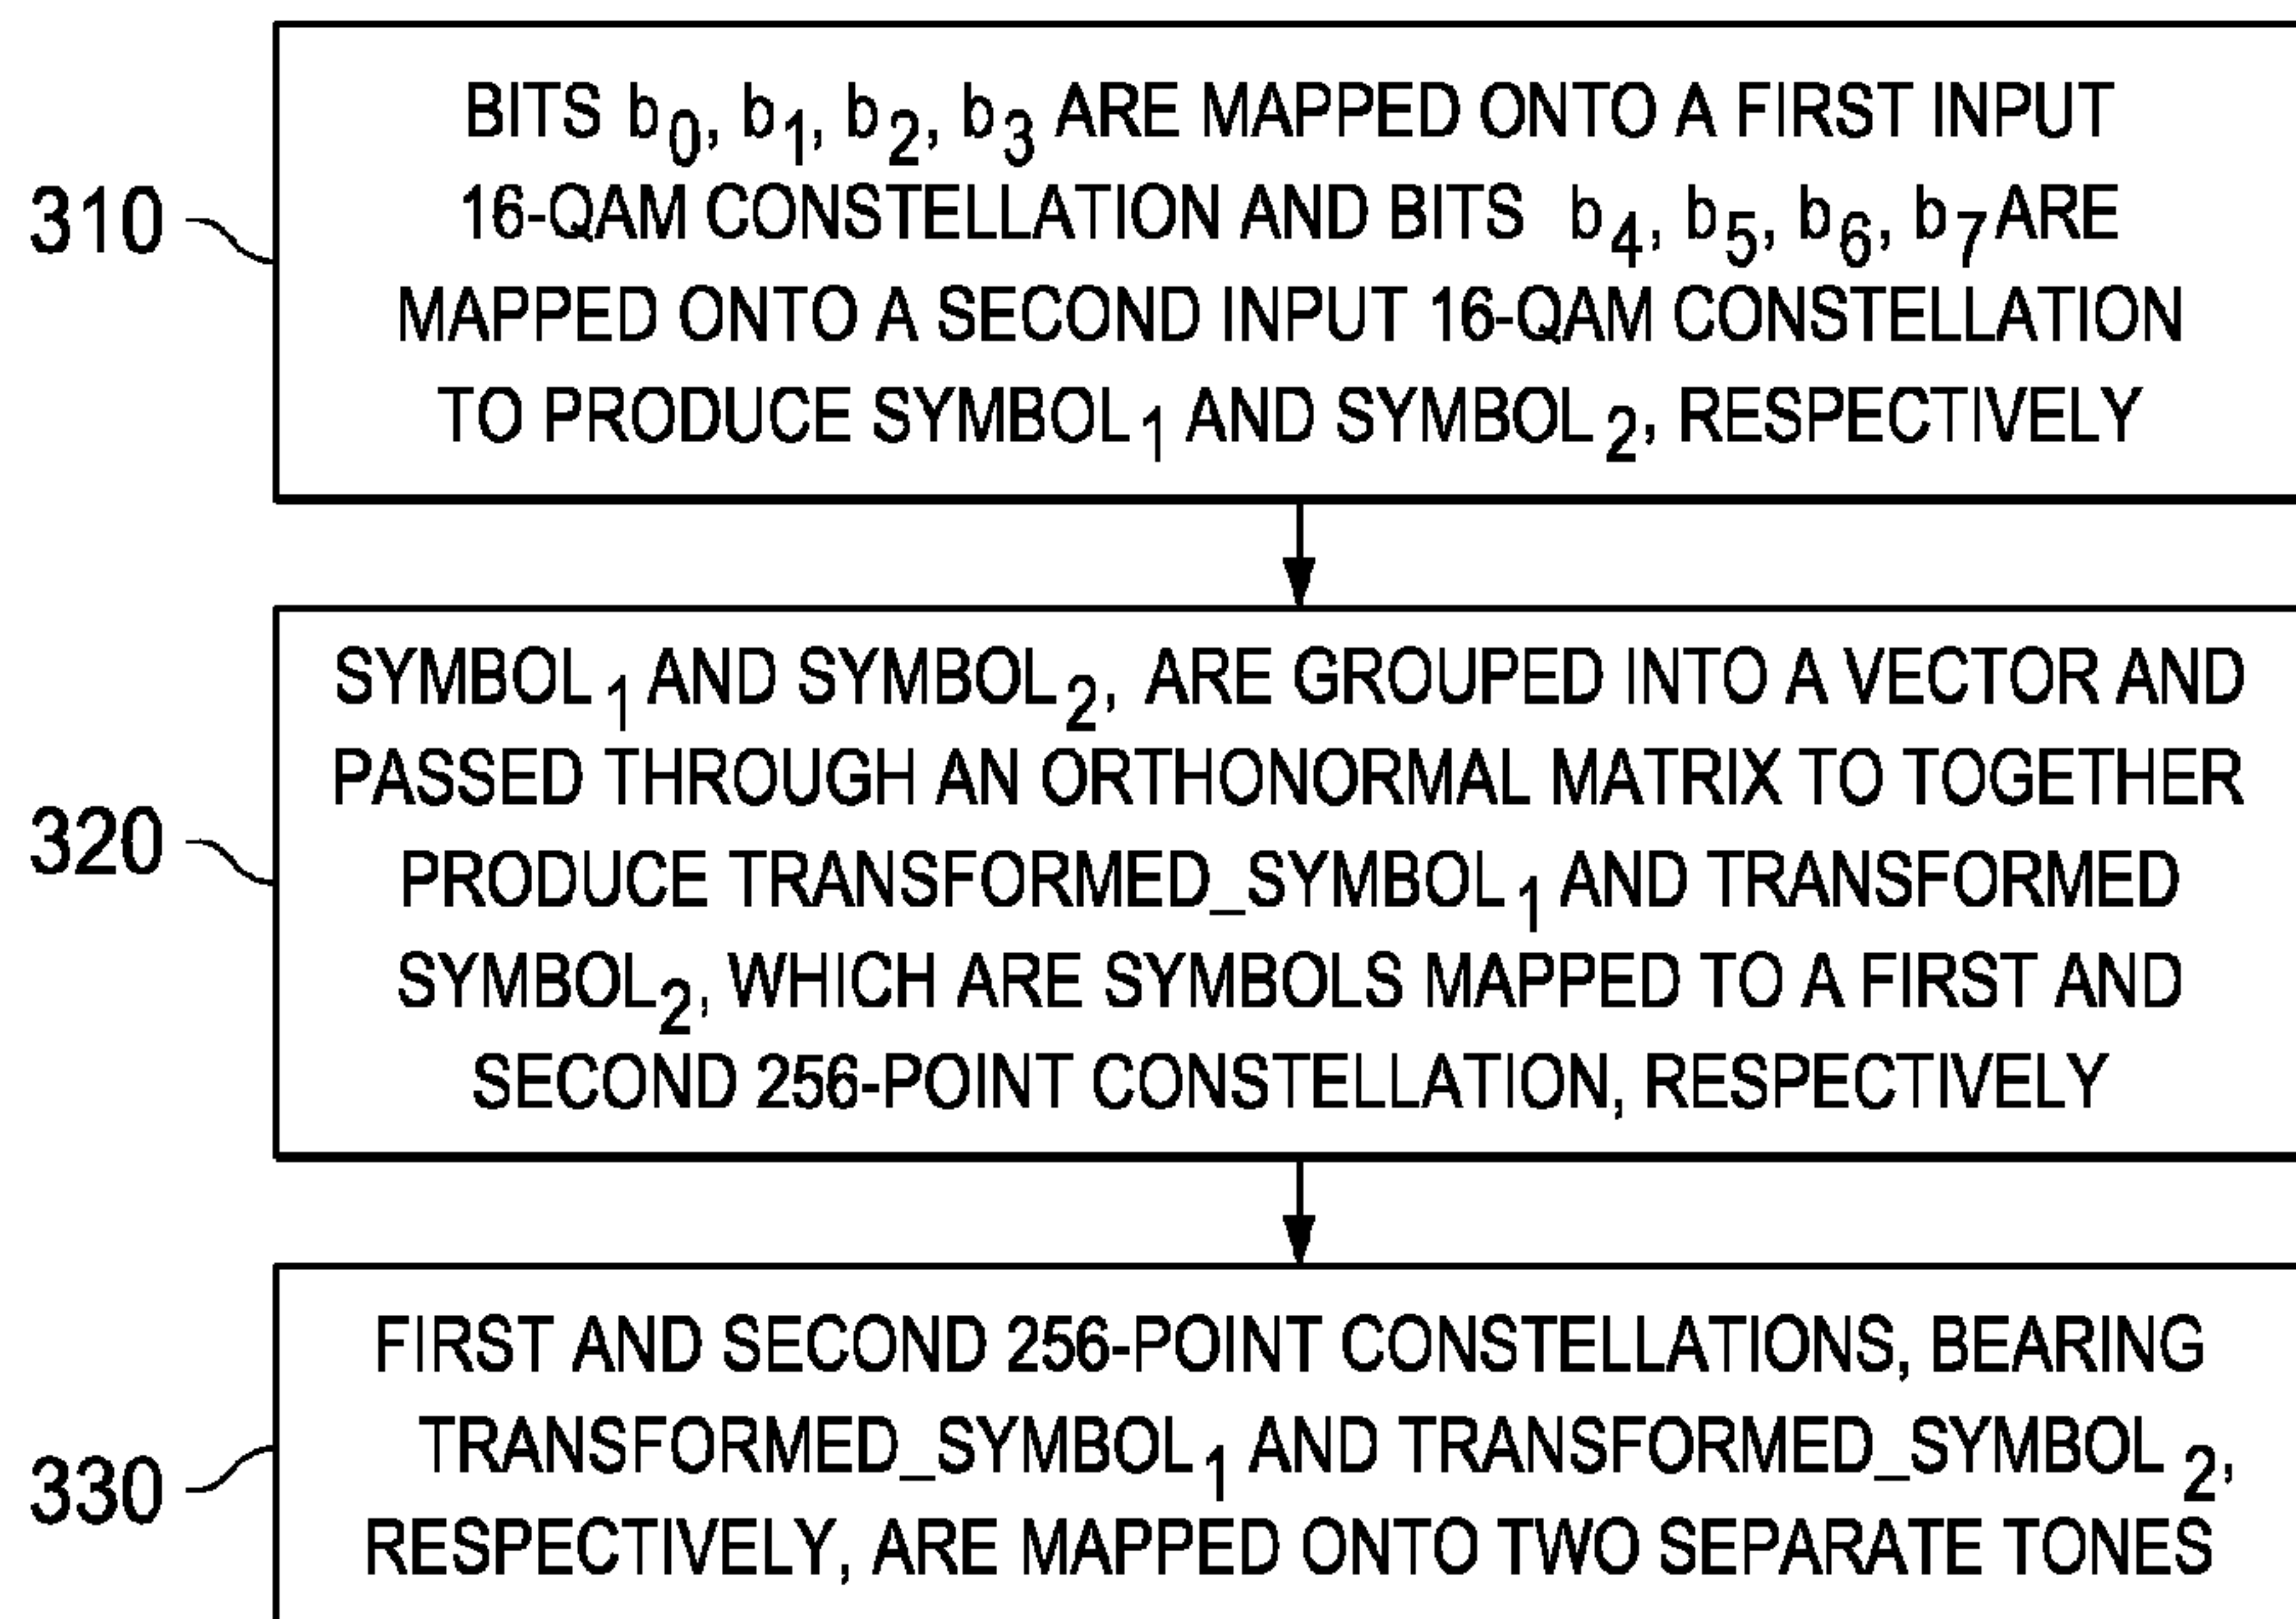 310
BITS b0, b1, b2, b3 ARE MAPPED ONTO A FIRST INPUT
16-QAM CONSTELLATION AND BITS b4, b5, b6, b7 ARE
MAPPED ONTO A SECOND INPUT 16-QAM CONSTELLATION
TO PRODUCE SYMBOL1 AND SYMBOL2, RESPECTIVELY
320
SYMBOL1 AND SYMBOL2, ARE GROUPED INTO A VECTOR AND
PASSED THROUGH AN ORTHONORMAL MATRIX TO TOGETHER
PRODUCE TRANSFORMED_SYMBOL1 AND TRANSFORMED
SYMBOL2, WHICH ARE SYMBOLS MAPPED TO A FIRST AND
SECOND 256-POINT CONSTELLATION, RESPECTIVELY
330
FIRST AND SECOND 256-POINT CONSTELLATIONS, BEARING
TRANSFORMED_SYMBOL1 AND TRANSFORMED_SYMBOL2,
RESPECTIVELY, ARE MAPPED ONTO TWO SEPARATE TONES